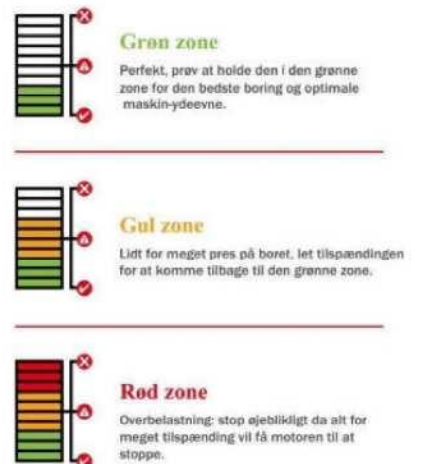 Grøn zone
Perfekt, prøv at holde den i den grønne
zone for den bedste boring og optimale
maskin-ydeevne.
Gul zone
Lidt for meget pres på boret, let tilspændingen
for at komme tilbage til den grønne zone.
Rød zone
Overbelastning: stop øjeblikligt da alt for
meget tilspænding vil få motoren til at
stoppe.